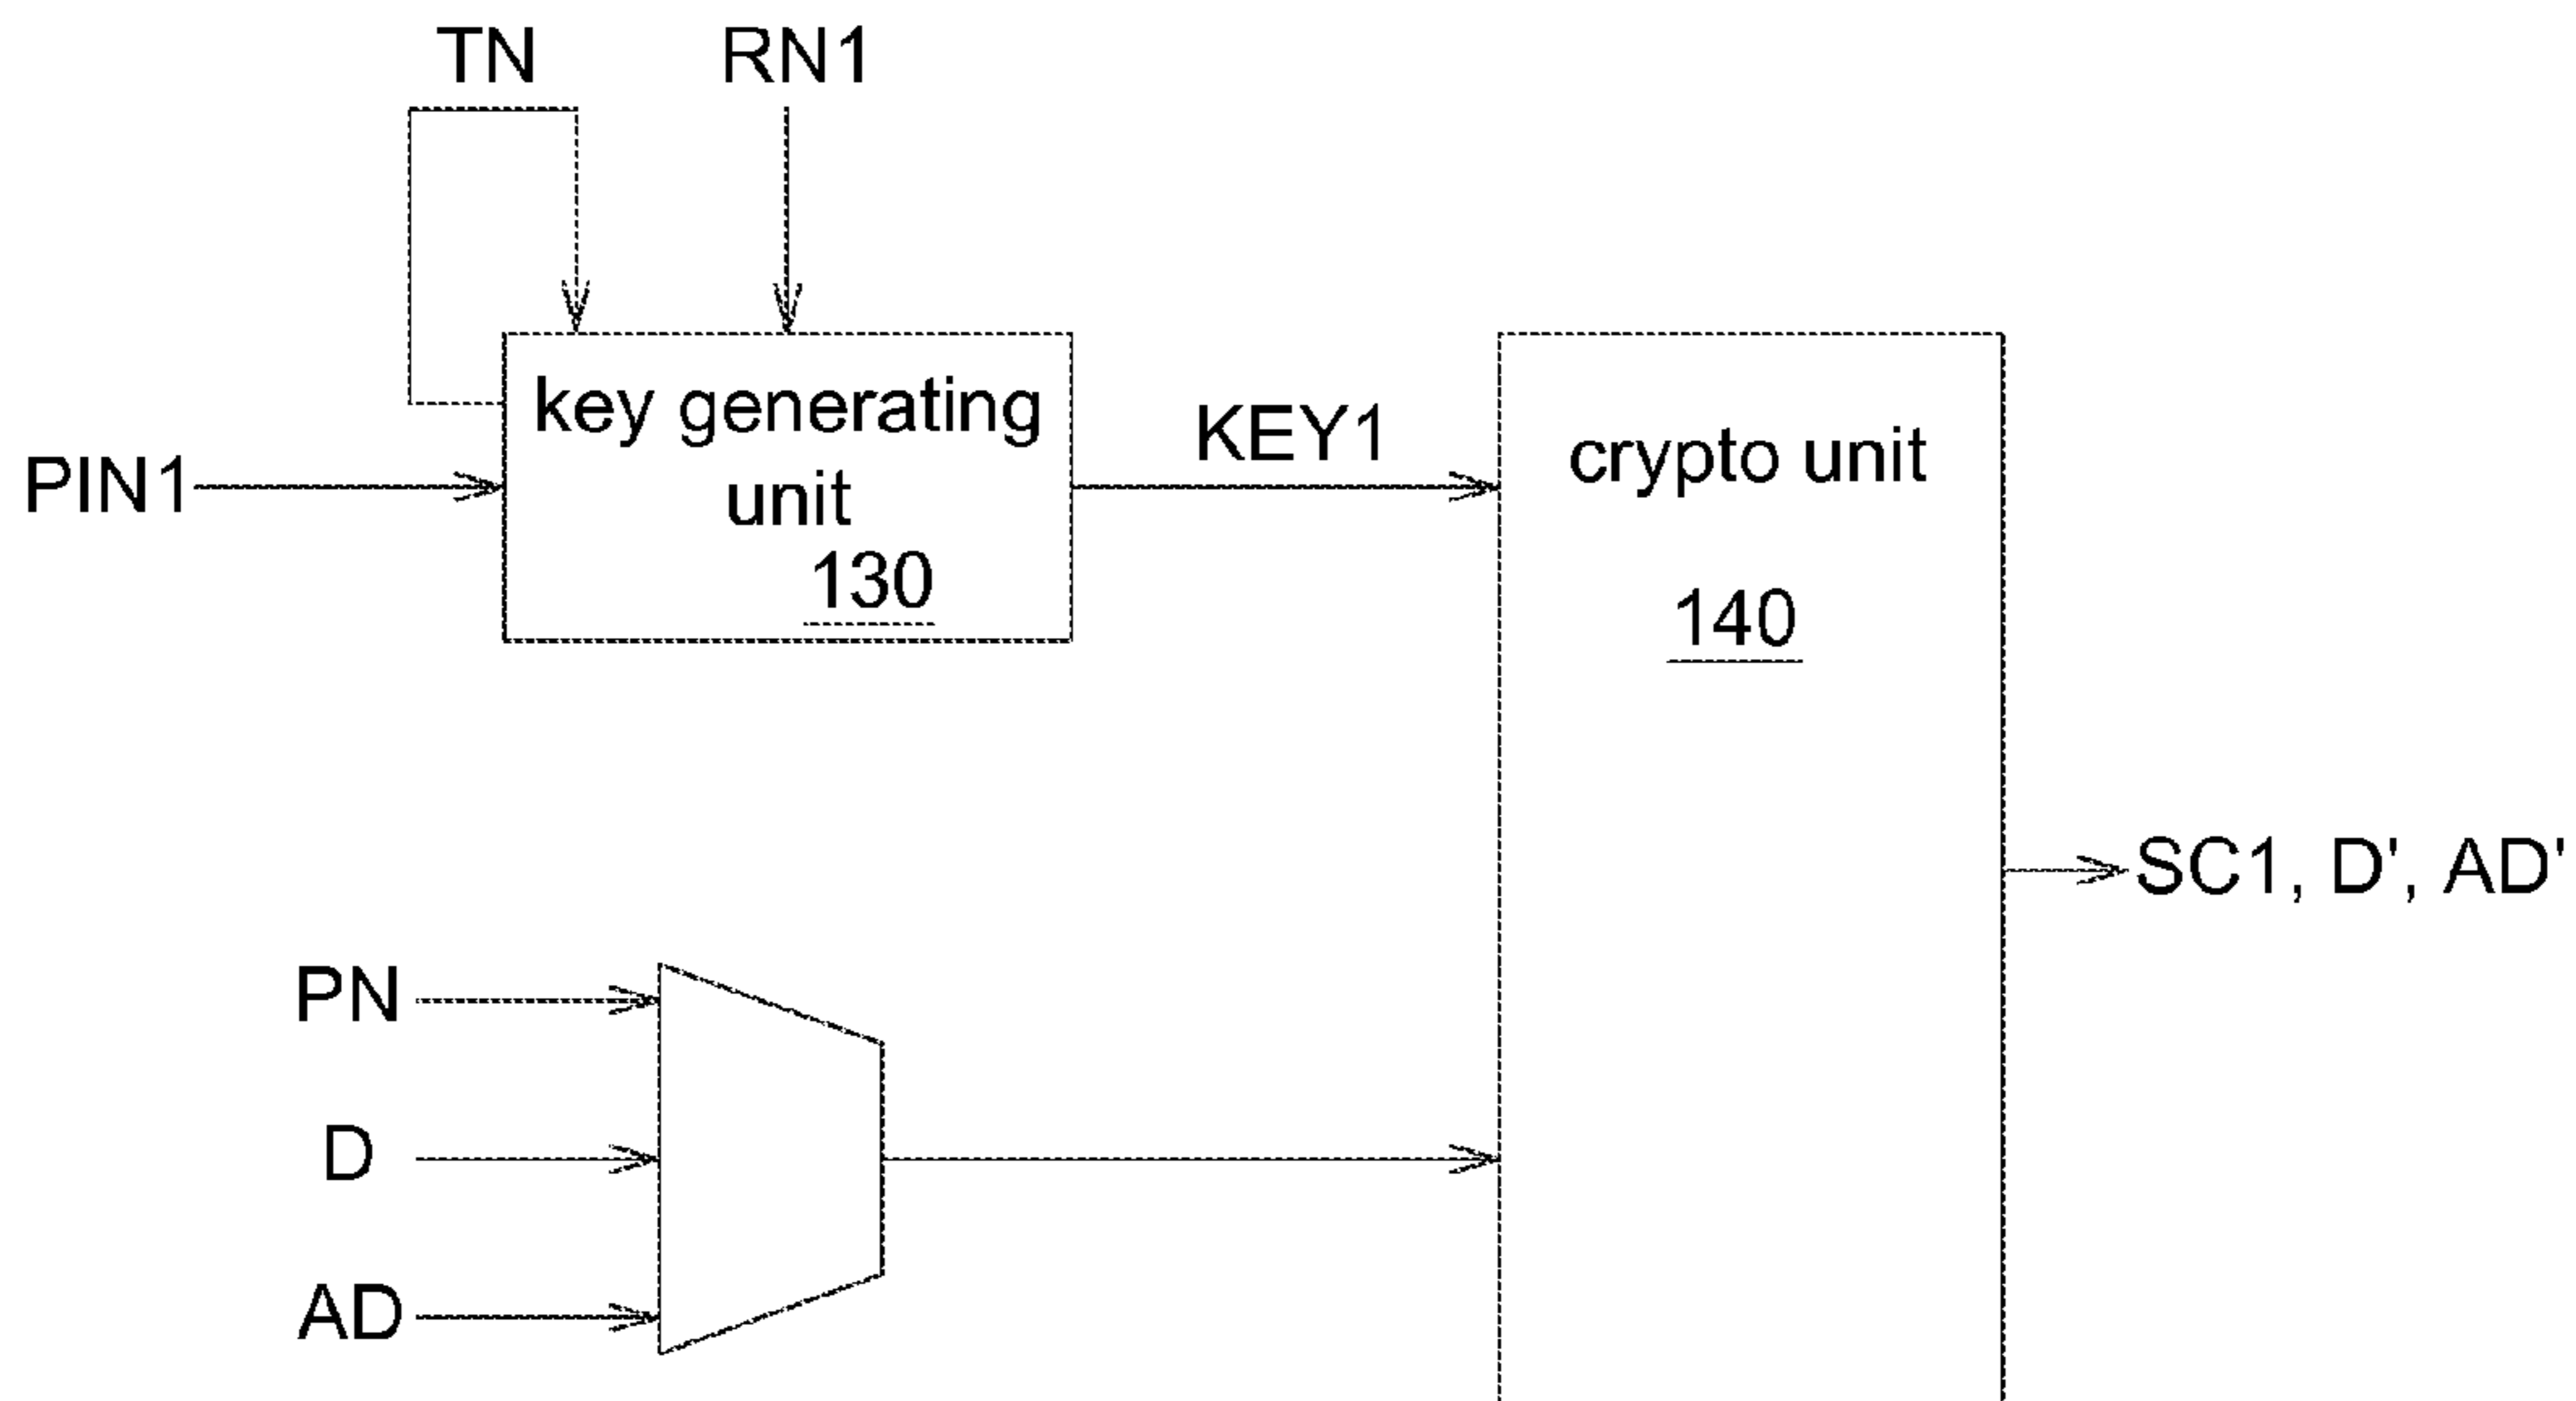 TN
RN1
PIN1
key generating
unit
130
KEY1
crypto unit
140
PN
D
AD
SC1, D', AD'